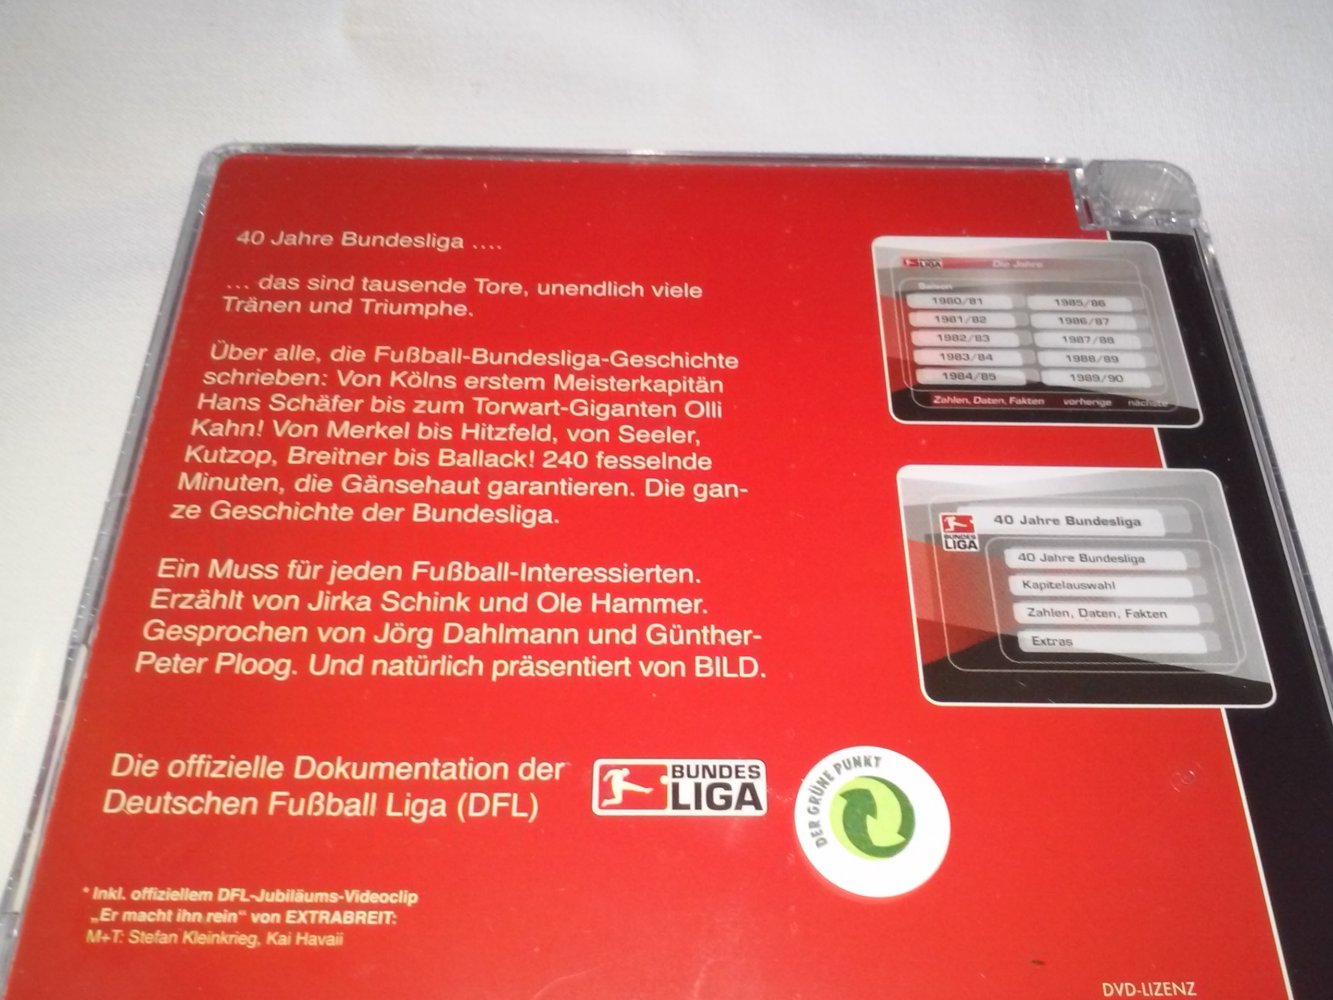 40 Jahre Bundesliga ....
... das sind tausende Tore, unendlich viele
Tränen und Triumphe.
Über alle, die Fußball-Bundesliga-Geschichte
schrieben: Von Kölns erstem Meisterkapitän
Hans Schäfer bis zum Torwart-Giganten Olli
Kahn! Von Merkel bis Hitzfeld, von Seeler,
Kutzop, Breitner bis Ballack! 240 fesselnde
Minuten, die Gänsehaut garantieren. Die gan-
ze Geschichte der Bundesliga.
Ein Muss für jeden Fußball-Interessierten.
Erzählt von Jirka Schink und Ole Hammer.
Gesprochen von Jörg Dahlmann und Günther-
Peter Ploog. Und natürlich präsentiert von BILD.
Die offizielle Dokumentation der
Deutschen Fußball Liga (DFL)
BUNDES
LIGA
DER GRÜNE PUNKT
* Inkl. offiziellem DFL-Jubiläums-Videoclip
„Er macht ihn rein“ von EXTRABREIT:
M+T: Stefan Kleinkrieg, Kai Havaii
LIGA
Die Jahre
Saison
1980/81 1985/86
1981/82 1986/87
1982/83 1987/88
1983/84 1988/89
1984/85 1989/90
Zahlen, Daten, Fakten vorherige nächste
BUNDES
LIGA
40 Jahre Bundesliga
40 Jahre Bundesliga
Kapitelauswahl
Zahlen, Daten, Fakten
Extras
DVD-LIZENZ